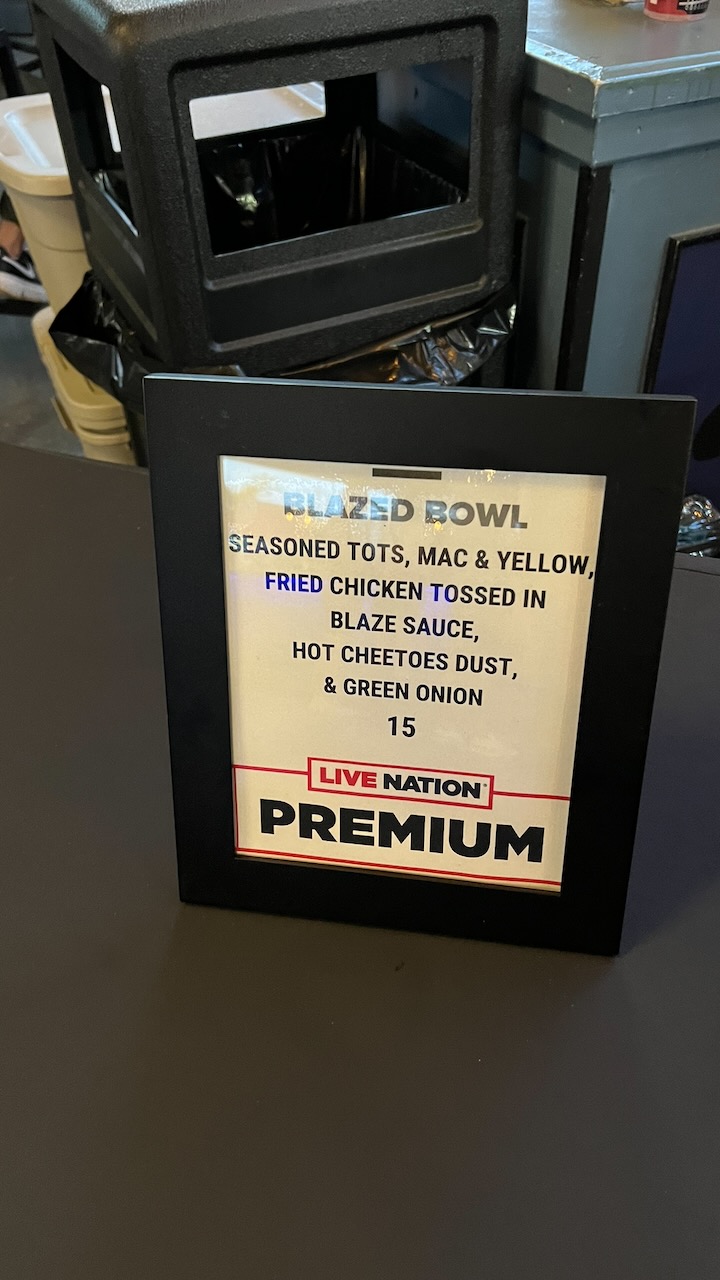 BLAZED BOWL
SEASONED TOTS, MAC & YELLOW,
FRIED CHICKEN TOSSED IN
BLAZE SAUCE,
HOT CHEETOES DUST,
& GREEN ONION
15
LIVE NATION
PREMIUM